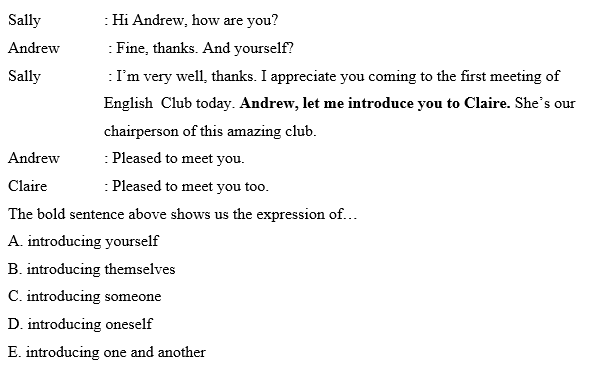 Sally : Hi Andrew, how are you?
Andrew : Fine, thanks. And yourself?
Sally : I'm very well, thanks. I appreciate you coming to the first meeting of
English Club today. Andrew, let me introduce you to Claire. She's our
chairperson of this amazing club.
Andrew : Pleased to meet you.
Claire : Pleased to meet you too.
The bold sentence above shows us the expression of…
A. introducing yourself
B. introducing themselves
C. introducing someone
D. introducing oneself
E. introducing one and another